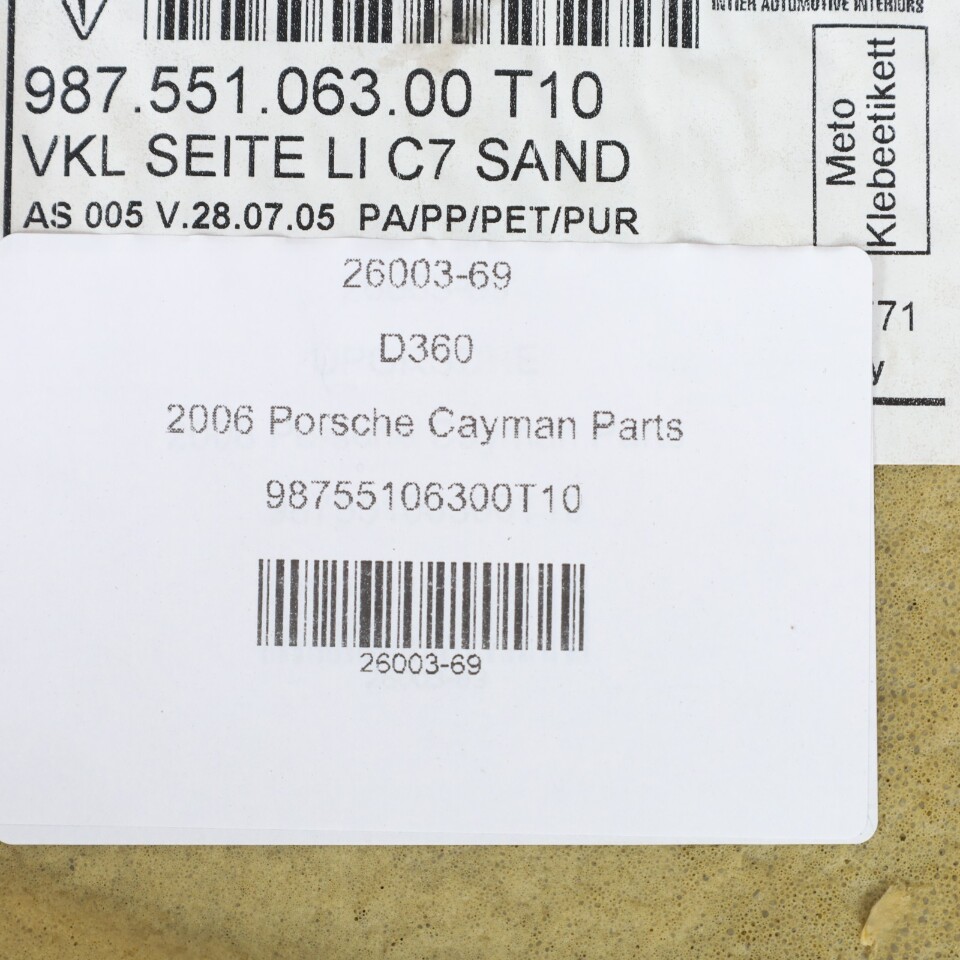 INTIER AUTOMOTIVE INTERIORS
987.551.063.00 T10
VKL SEITE LI C7 SAND
AS 005 V.28.07.05 PA/PP/PET/PUR
Meto
Klebeetikett
71
y
26003-69
D360
2006 Porsche Cayman Parts
98755106300T10
26003-69